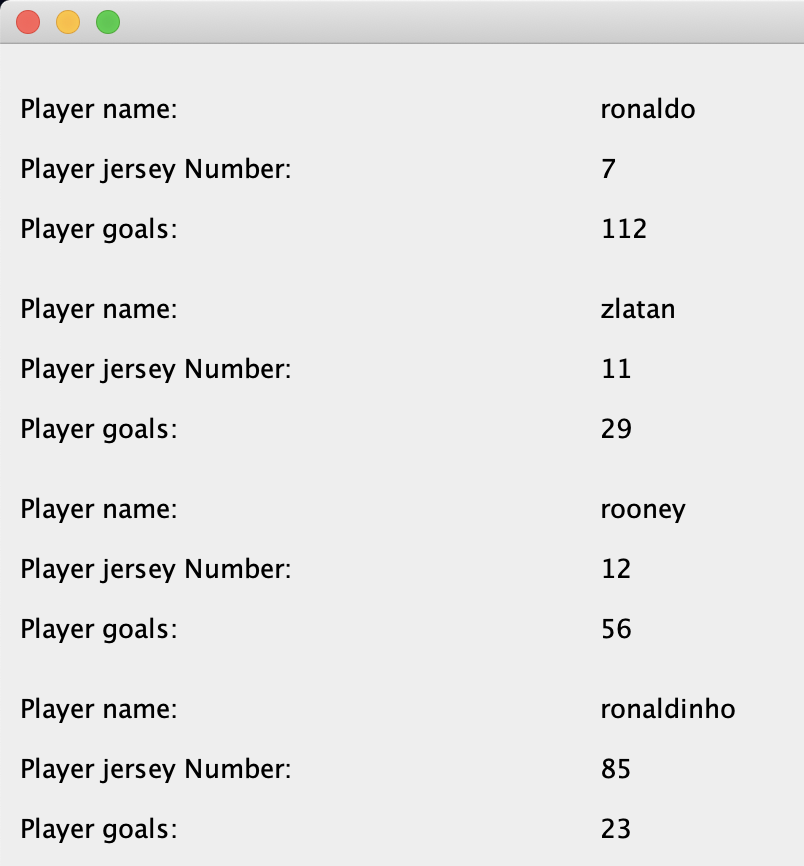 Player name: ronaldo
Player jersey Number: 7
Player goals: 112
Player name: zlatan
Player jersey Number: 11
Player goals: 29
Player name: rooney
Player jersey Number: 12
Player goals: 56
Player name: ronaldinho
Player jersey Number: 85
Player goals: 23